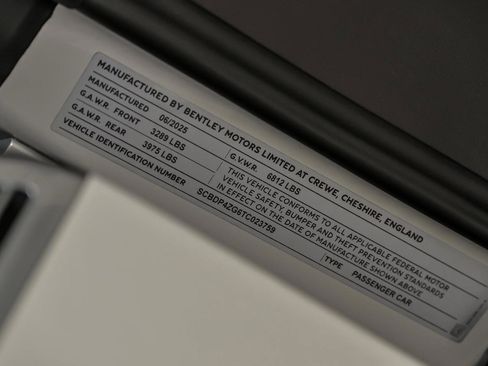 MANUFACTURED BY BENTLEY MOTORS LIMITED AT CREWE, CHESHIRE, ENGLAND
MANUFACTURED 06/2025 G.V.W.R. 6812 LBS
G.A.W.R. FRONT 3289 LBS THIS VEHICLE CONFORMS TO ALL APPLICABLE FEDERAL MOTOR
G.A.W.R. REAR 3975 LBS VEHICLE SAFETY, BUMPER AND THEFT PREVENTION STANDARDS
IN EFFECT ON THE DATE OF MANUFACTURE SHOWN ABOVE
VEHICLE IDENTIFICATION NUMBER SCBDP4ZG6TC023759 TYPE PASSENGER CAR